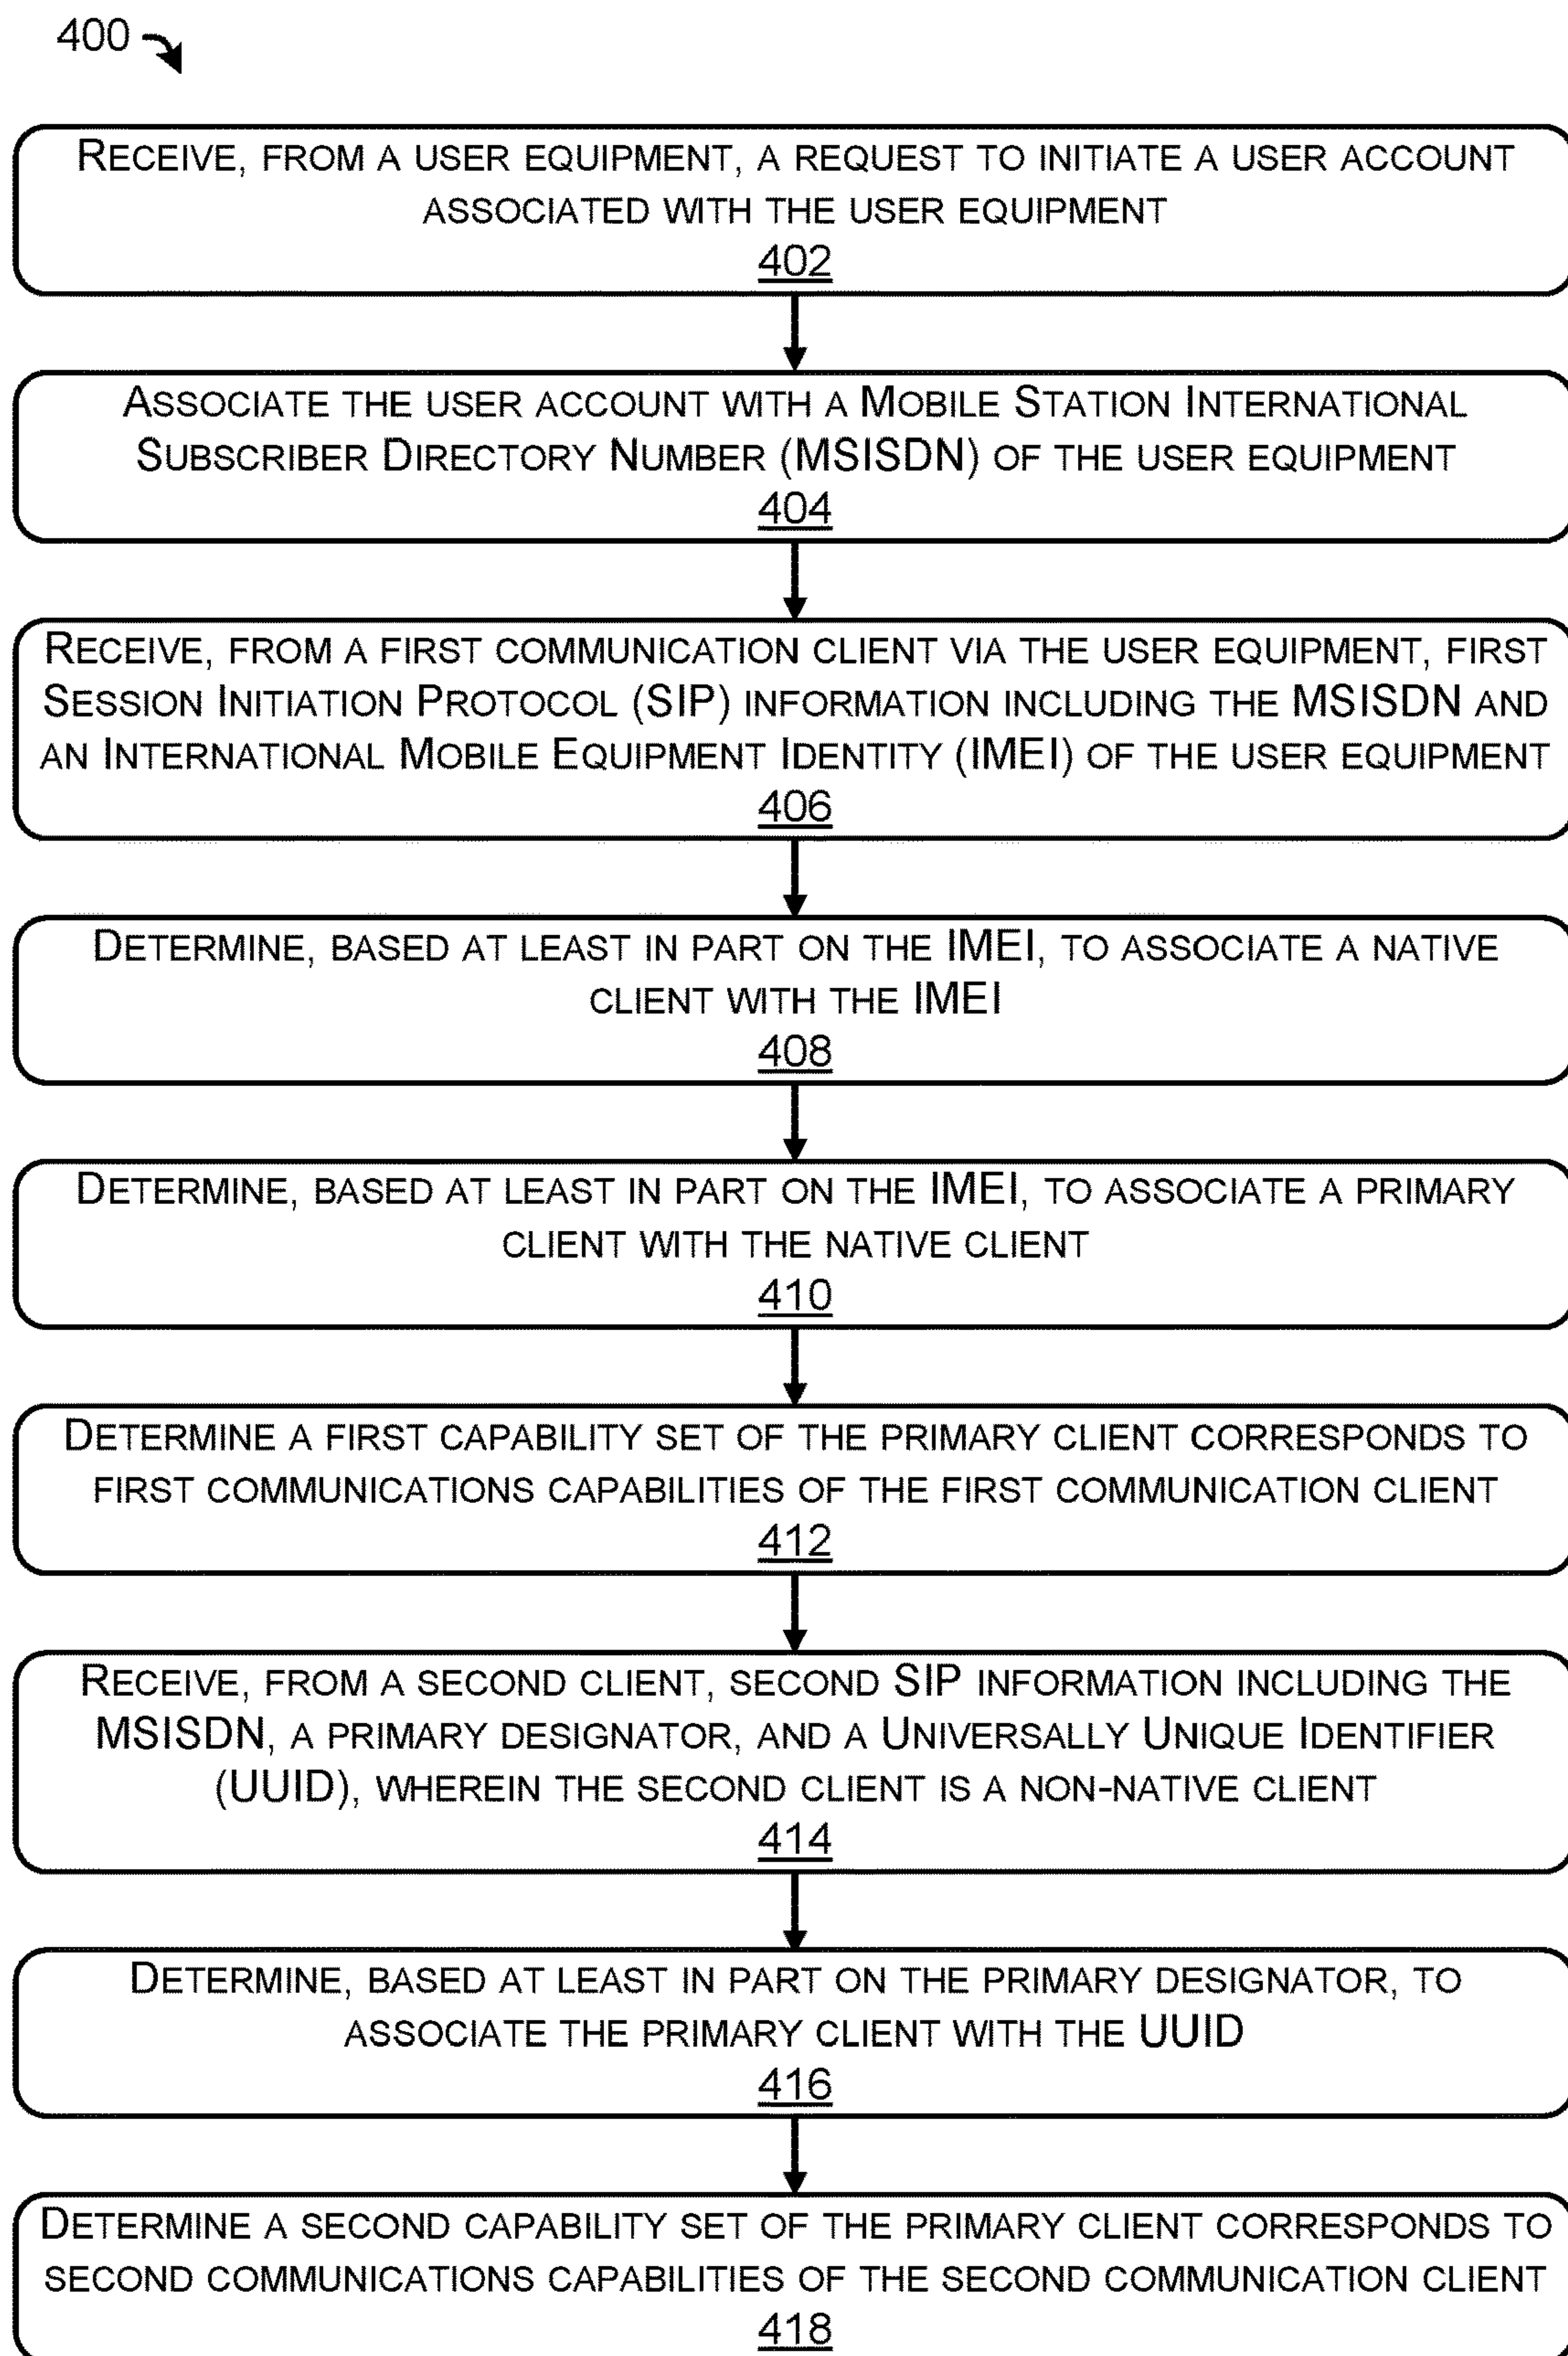 400
RECEIVE, FROM A USER EQUIPMENT, A REQUEST TO INITIATE A USER ACCOUNT
ASSOCIATED WITH THE USER EQUIPMENT
402
ASSOCIATE THE USER ACCOUNT WITH A MOBILE STATION INTERNATIONAL
SUBSCRIBER DIRECTORY NUMBER (MSISDN) OF THE USER EQUIPMENT
404
RECEIVE, FROM A FIRST COMMUNICATION CLIENT VIA THE USER EQUIPMENT, FIRST
SESSION INITIATION PROTOCOL (SIP) INFORMATION INCLUDING THE MSISDN AND
AN INTERNATIONAL MOBILE EQUIPMENT IDENTITY (IMEI) OF THE USER EQUIPMENT
406
DETERMINE, BASED AT LEAST IN PART ON THE IMEI, TO ASSOCIATE A NATIVE
CLIENT WITH THE IMEI
408
DETERMINE, BASED AT LEAST IN PART ON THE IMEI, TO ASSOCIATE A PRIMARY
CLIENT WITH THE NATIVE CLIENT
410
DETERMINE A FIRST CAPABILITY SET OF THE PRIMARY CLIENT CORRESPONDS TO
FIRST COMMUNICATIONS CAPABILITIES OF THE FIRST COMMUNICATION CLIENT
412
RECEIVE, FROM A SECOND CLIENT, SECOND SIP INFORMATION INCLUDING THE
MSISDN, A PRIMARY DESIGNATOR, AND A UNIVERSALLY UNIQUE IDENTIFIER
(UUID), WHEREIN THE SECOND CLIENT IS A NON-NATIVE CLIENT
414
DETERMINE, BASED AT LEAST IN PART ON THE PRIMARY DESIGNATOR, TO
ASSOCIATE THE PRIMARY CLIENT WITH THE UUID
416
DETERMINE A SECOND CAPABILITY SET OF THE PRIMARY CLIENT CORRESPONDS TO
SECOND COMMUNICATIONS CAPABILITIES OF THE SECOND COMMUNICATION CLIENT
418